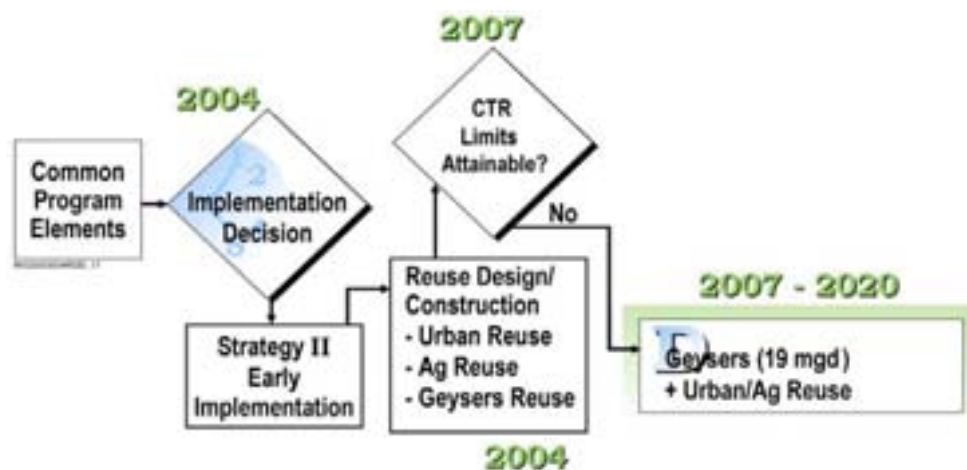 2007
2004
CTR
Limits
Attainable?
Common
Program
Elements
2
Implementation
Decision
No
Reuse Design/
Construction
- Urban Reuse
- Ag Reuse
- Geysers Reuse
2007 - 2020
Strategy II
Early
Implementation
Geysers (19 mgd)
+ Urban/Ag Reuse
2004